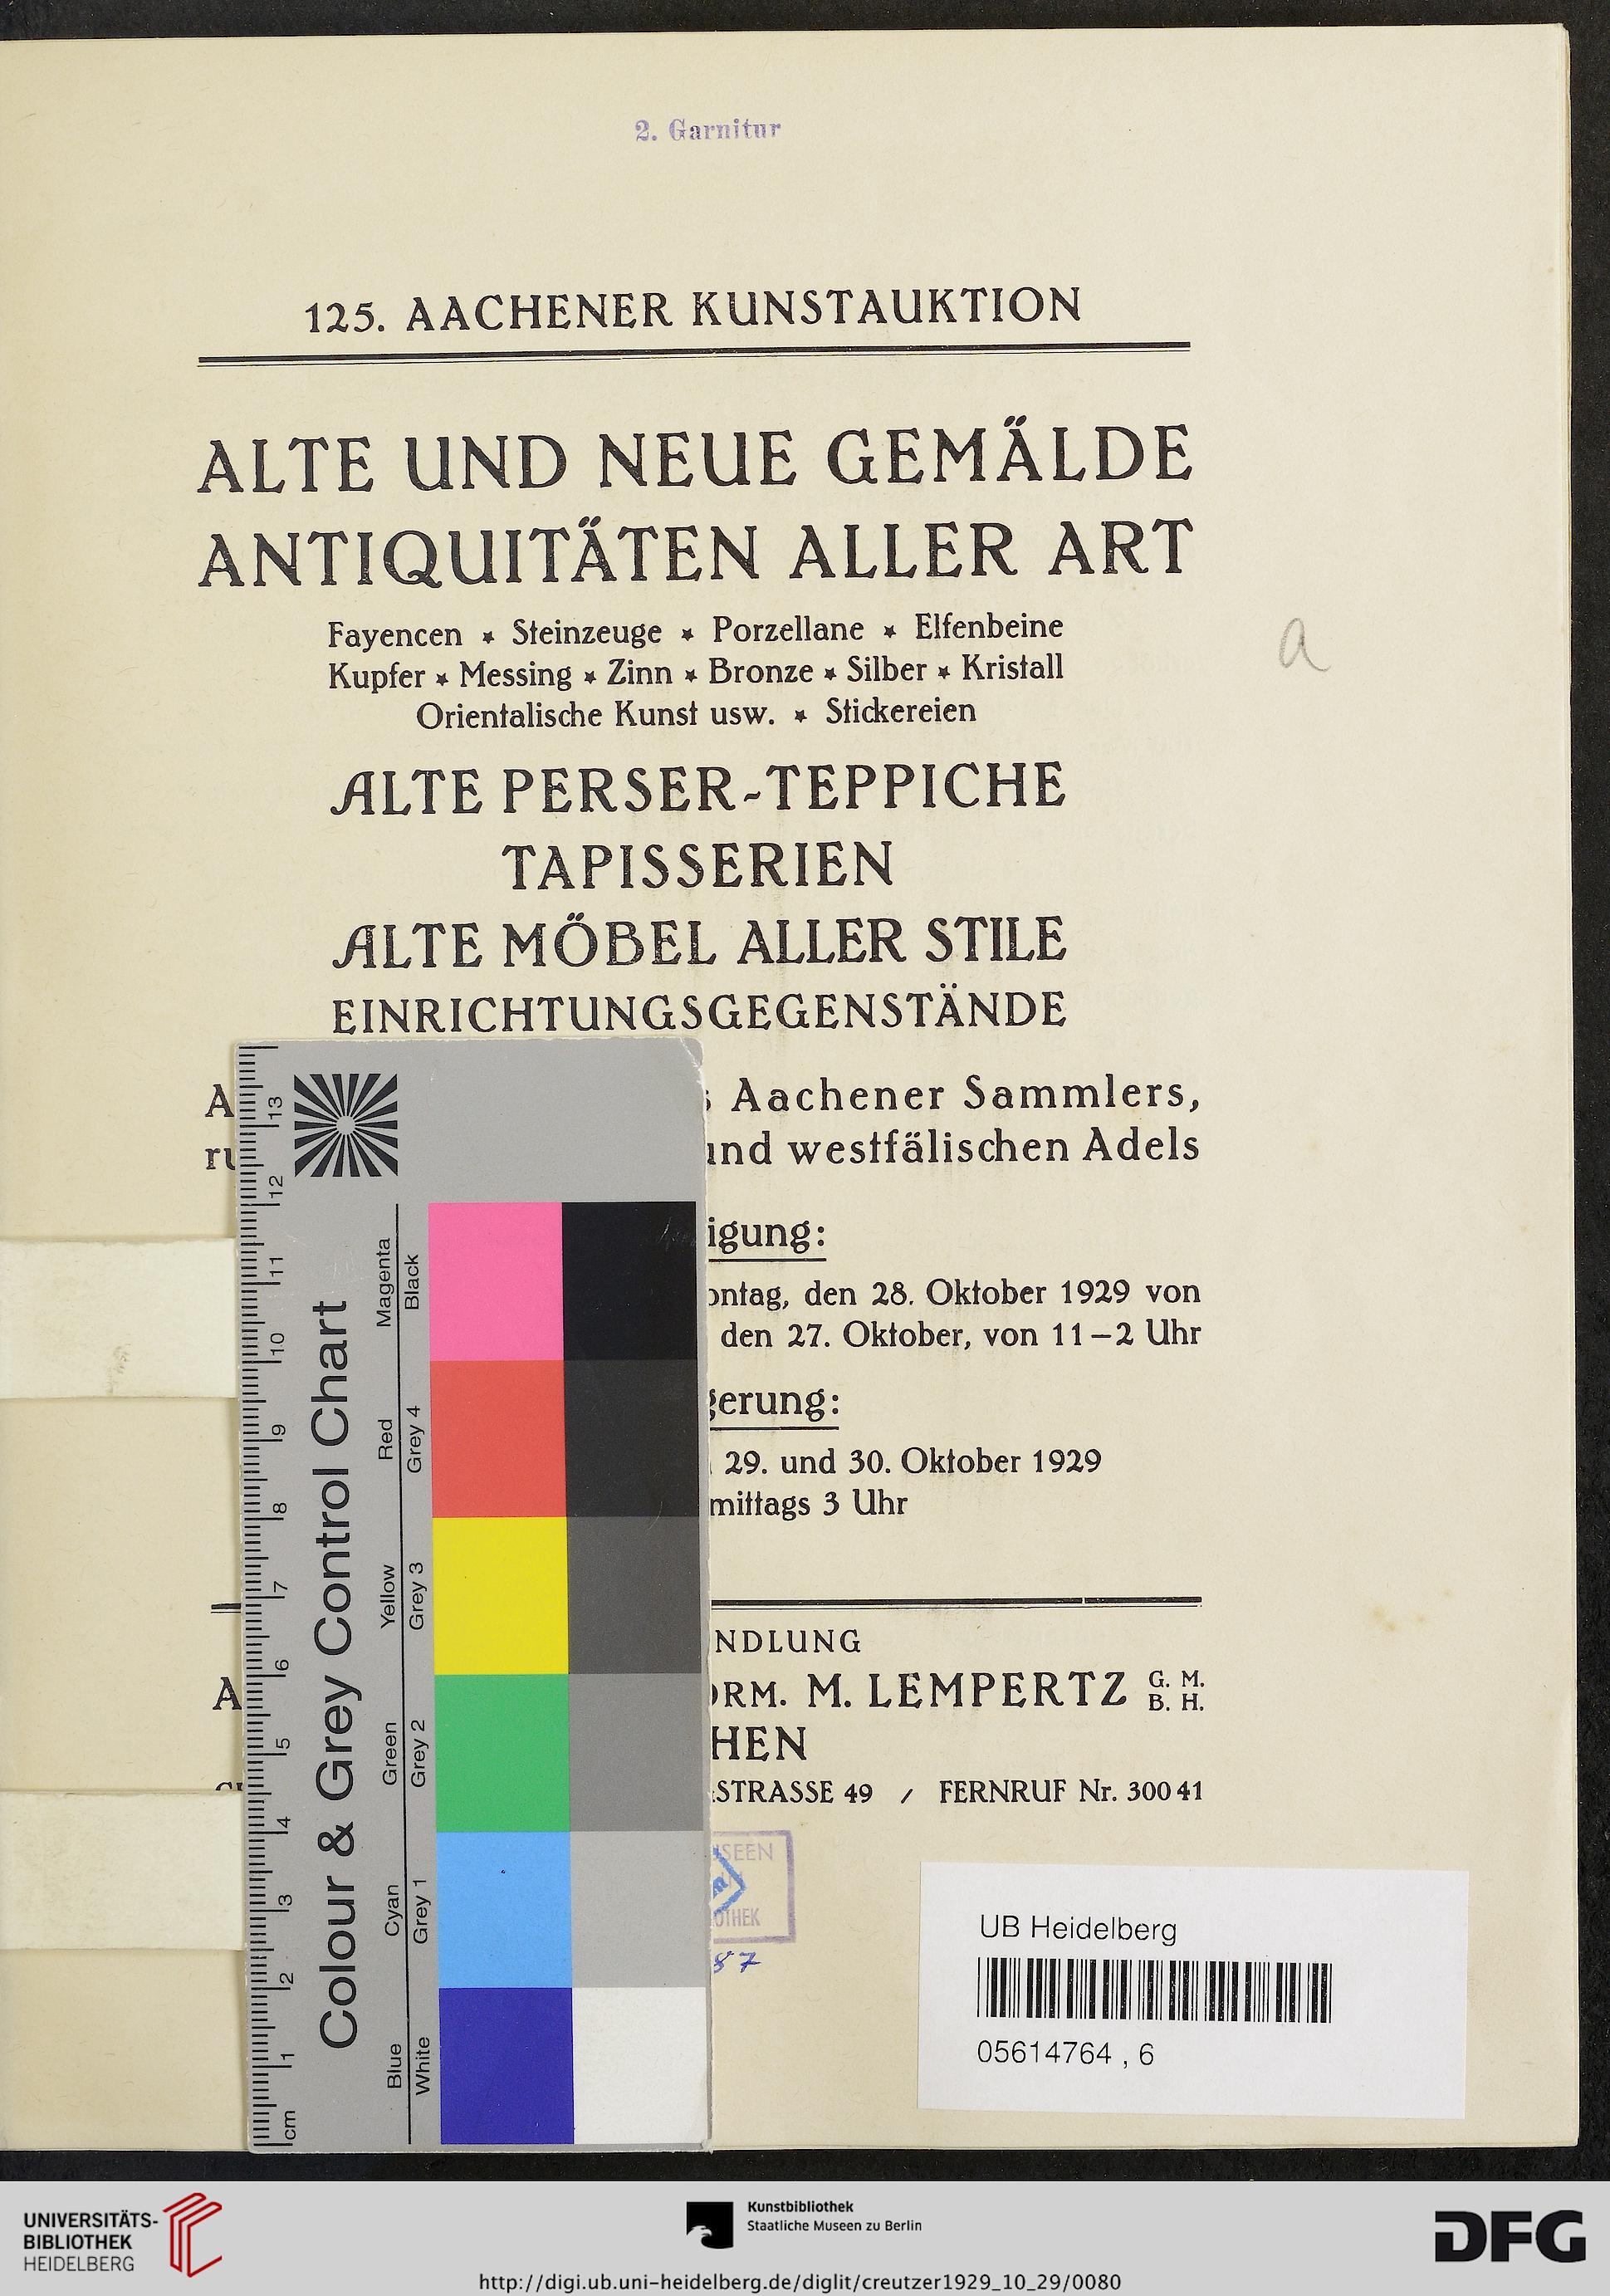 2. Garnitur
125. AACHENER KUNSTAUKTION
ALTE UND NEUE GEMÄLDE
ANTIQUITÄTEN ALLER ART
Fayencen ★ Steinzeuge ★ Porzellane ★ Elfenbeine
Kupfer ★ Messing ★ Zinn ★ Bronze ★ Silber ★ Kristall
Orientalische Kunst usw. ★ Stickereien
a
ALTE PERSER-TEPPICHE
TAPISSERIEN
ALTE MÖBEL ALLER STILE
EINRICHTUNGSGEGENSTÄNDE
Aachener Sammlers,
und westfälischen Adels
igung:
ontag, den 28. Oktober 1929 von
den 27. Oktober, von 11–2 Uhr
gerung:
29. und 30. Oktober 1929
mittags 3 Uhr
NDLUNG
ORM. M. LEMPERTZ G. M. B. H.
HEN
STRASSE 49 / FERNRUF Nr. 300 41
SEEN
OTHEK
87
Colour & Grey Control Chart
Magenta
Black
Red
Grey 4
Yellow
Grey 3
Green
Grey 2
Cyan
Grey 1
Blue
White
13
12
11
10
9
8
7
6
5
4
3
2
1
cm
UB Heidelberg
05614764 , 6
UNIVERSITÄTS-
BIBLIOTHEK
HEIDELBERG
Kunstbibliothek
Staatliche Museen zu Berlin
DFG
http://digi.ub.uni-heidelberg.de/diglit/creutzer1929_10_29/0080